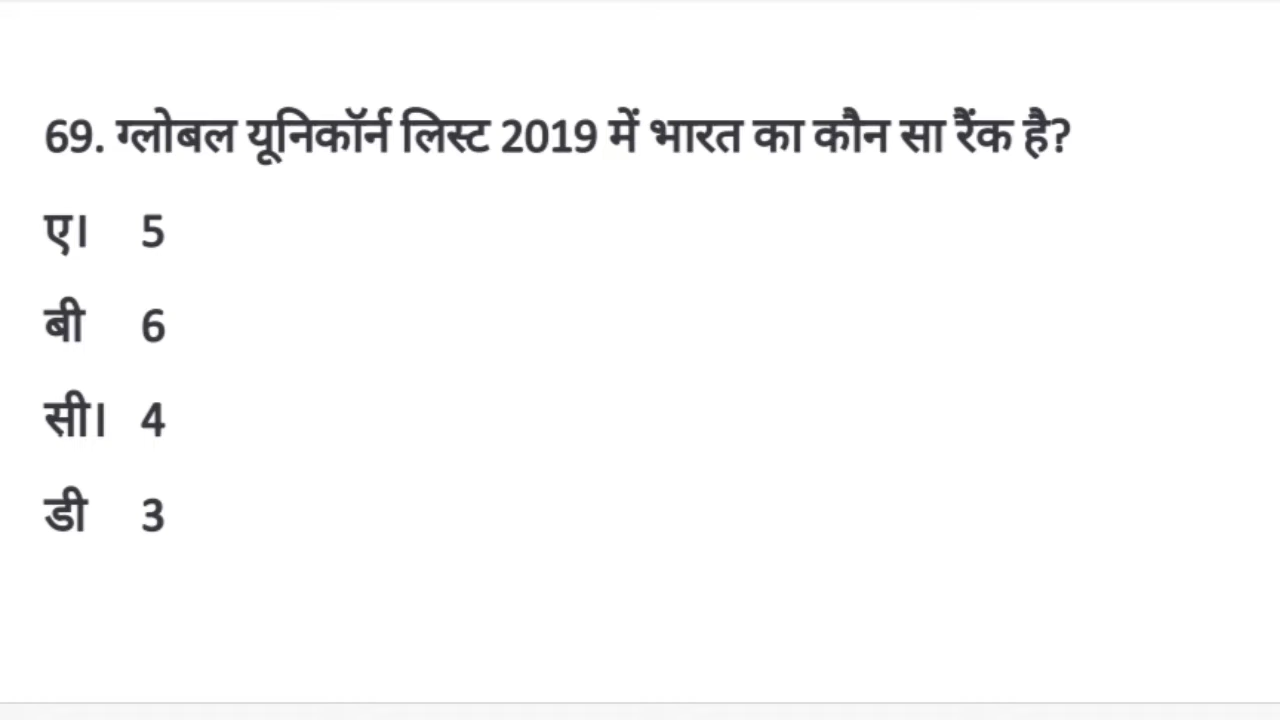 69. ग्लोबल यूनिकॉर्न लिस्ट 2019 में भारत का कौन सा रैंक है?
ए। 5
बी 6
सी। 4
डी 3